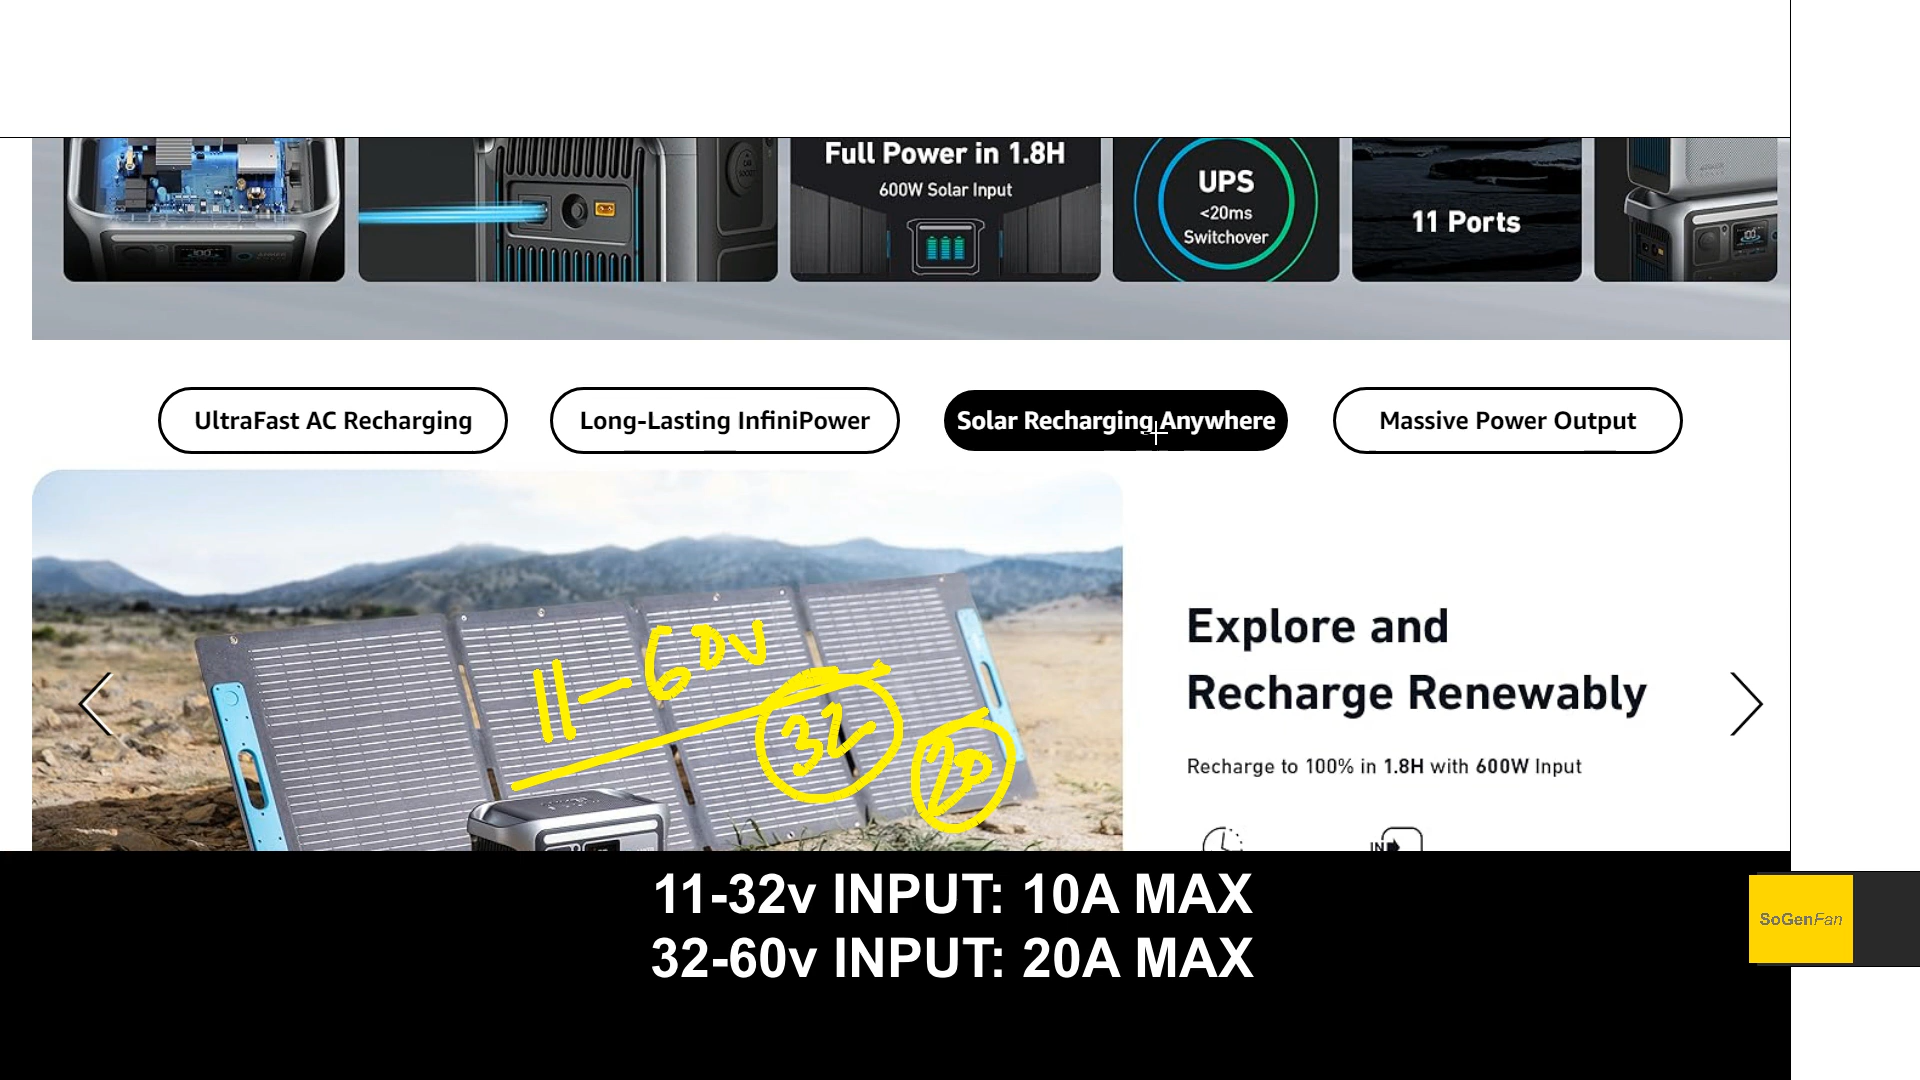 Full Power in 1.8H
600W Solar Input
UPS
<20ms
Switchover
11 Ports
UltraFast AC Recharging
Long-Lasting InfiniPower
Solar Recharging Anywhere
Massive Power Output
11-60v
32
20
Explore and
Recharge Renewably
Recharge to 100% in 1.8H with 600W Input
IN
11-32v INPUT: 10A MAX
32-60v INPUT: 20A MAX
SoGenFan